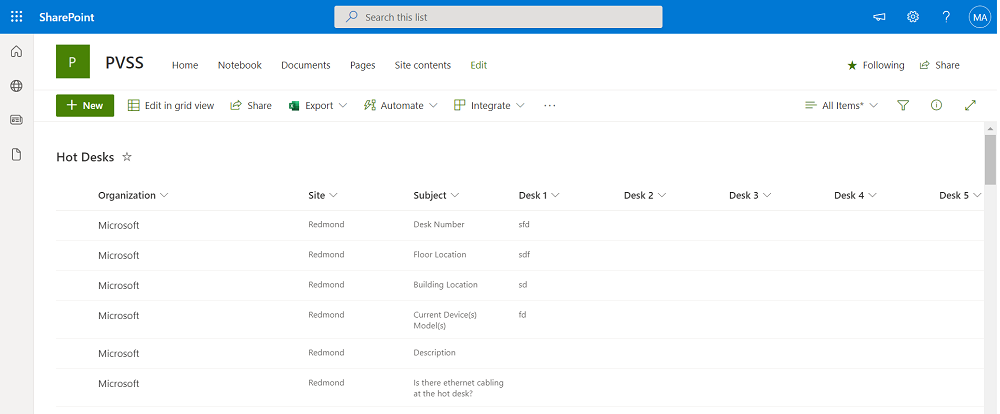 SharePoint
Search this list
?
MA
P
PVSS
Home Notebook Documents Pages Site contents Edit
Following Share
+ New Edit in grid view Share Export Automate Integrate ... All Items*
Hot Desks
Organization Site Subject Desk 1 Desk 2 Desk 3 Desk 4 Desk 5
Microsoft Redmond Desk Number sfd
Microsoft Redmond Floor Location sdf
Microsoft Redmond Building Location sd
Microsoft Redmond Current Device(s) fd
Model(s)
Microsoft Redmond Description
Microsoft Redmond Is there ethernet cabling
at the hot desk?